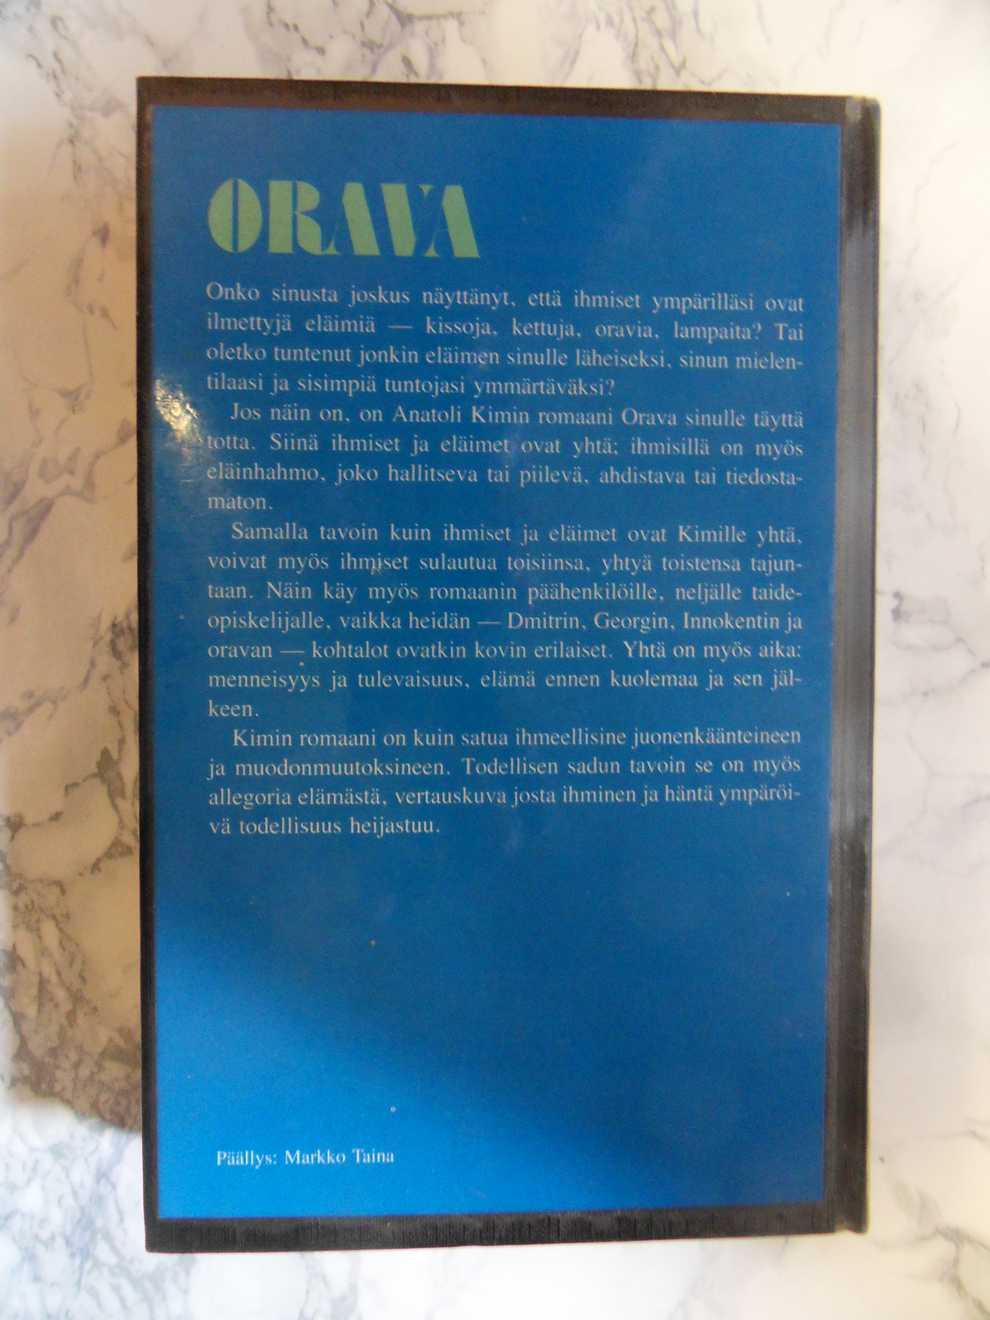 ORAVA
Onko sinusta joskus näyttänyt, että ihmiset ympärilläsi ovat
ilmettyjä eläimiä — kissoja, kettuja, oravia, lampaita? Tai
oletko tuntenut jonkin eläimen sinulle läheiseksi, sinun mielen-
tilaasi ja sisimpiä tuntojasi ymmärtäväksi?
Jos näin on, on Anatoli Kimin romaani Orava sinulle täyttä
totta. Siinä ihmiset ja eläimet ovat yhtä; ihmisillä on myös
eläinhahmo, joko hallitseva tai piilevä, ahdistava tai tiedosta-
maton.
Samalla tavoin kuin ihmiset ja eläimet ovat Kimille yhtä,
voivat myös ihmiset sulautua toisiinsa, yhtyä toistensa tajun-
taan. Näin käy myös romaanin päähenkilöille, neljälle taide-
opiskelijalle, vaikka heidän — Dmitrin, Georgin, Innokentin ja
oravan — kohtalot ovatkin kovin erilaiset. Yhtä on myös aika:
menneisyys ja tulevaisuus, elämä ennen kuolemaa ja sen jäl-
keen.
Kimin romaani on kuin satua ihmeellisine juonenkäänteineen
ja muodonmuutoksineen. Todellisen sadun tavoin se on myös
allegoria elämästä, vertauskuva josta ihminen ja häntä ympäröi-
vä todellisuus heijastuu.
Päällys: Markko Taina